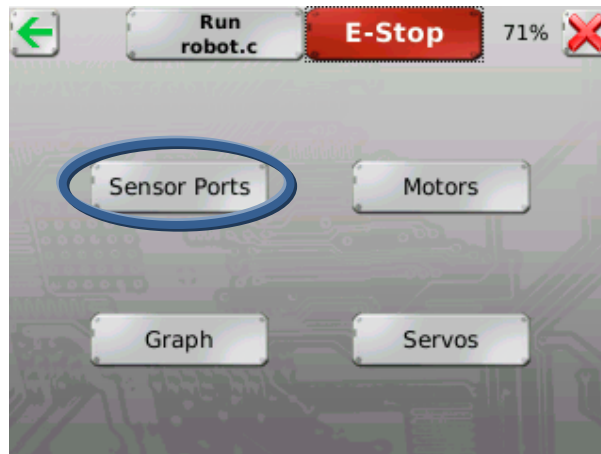 Run
robot.c
E-Stop
71%
Sensor Ports
Motors
Graph
Servos